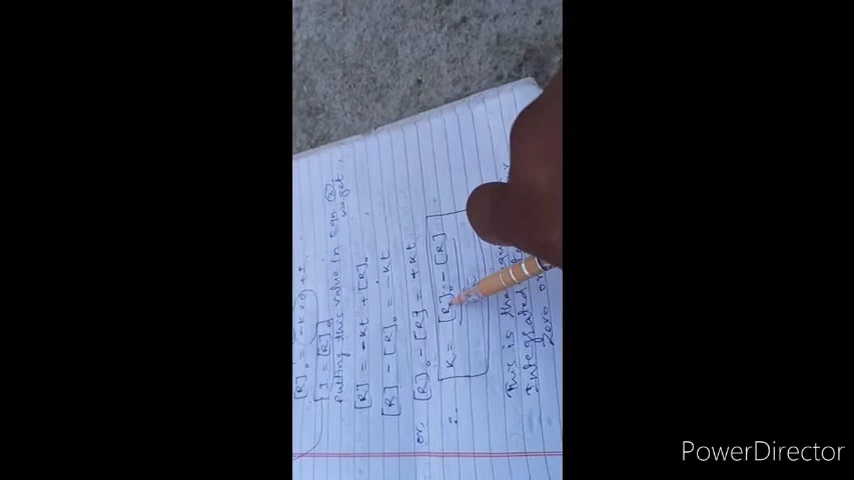 [R]₀ = -K×0 + I
I = [R]₀
Putting this value in eqn ②,
we get
[R] = -Kt + [R]₀
[R] - [R]₀ = -Kt
or, [R]₀ - [R] = +Kt
∴ K = [R]₀ - [R]
This is the
Integrated
Zero or
PowerDirector